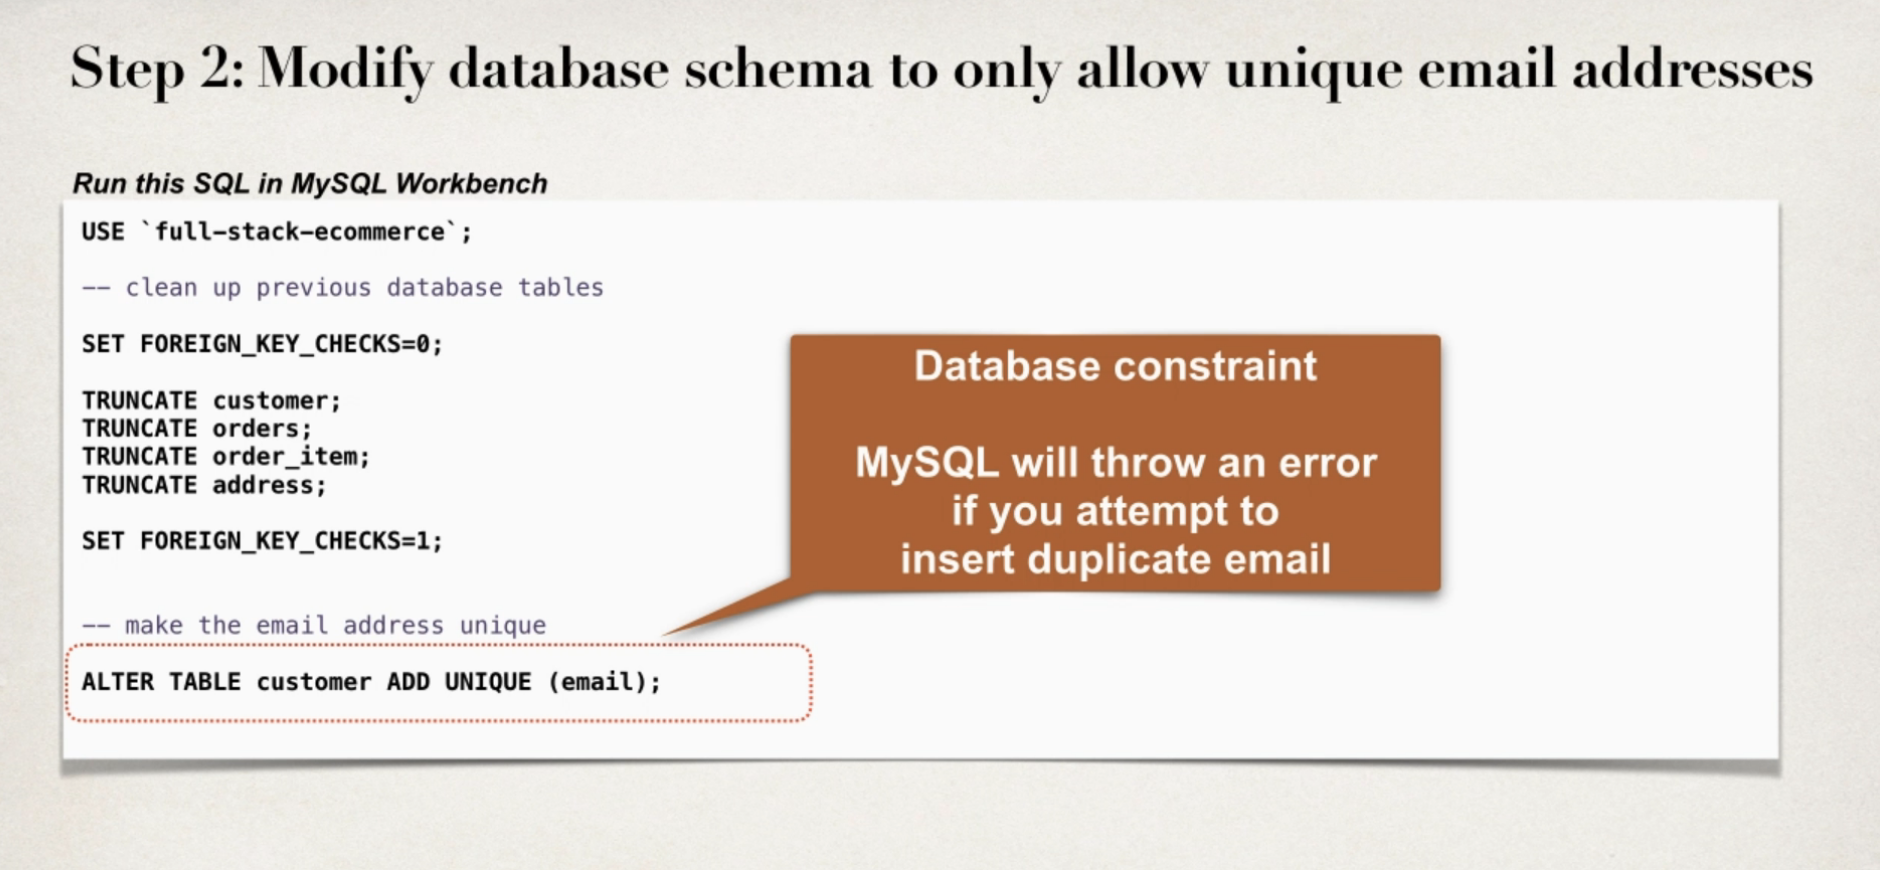 Step 2: Modify database schema to only allow unique email addresses
Run this SQL in MySQL Workbench
USE `full-stack-ecommerce`;
-- clean up previous database tables
SET FOREIGN_KEY_CHECKS=0;
TRUNCATE customer;
TRUNCATE orders;
TRUNCATE order_item;
TRUNCATE address;
SET FOREIGN_KEY_CHECKS=1;
-- make the email address unique
ALTER TABLE customer ADD UNIQUE (email);
Database constraint
MySQL will throw an error
if you attempt to
insert duplicate email